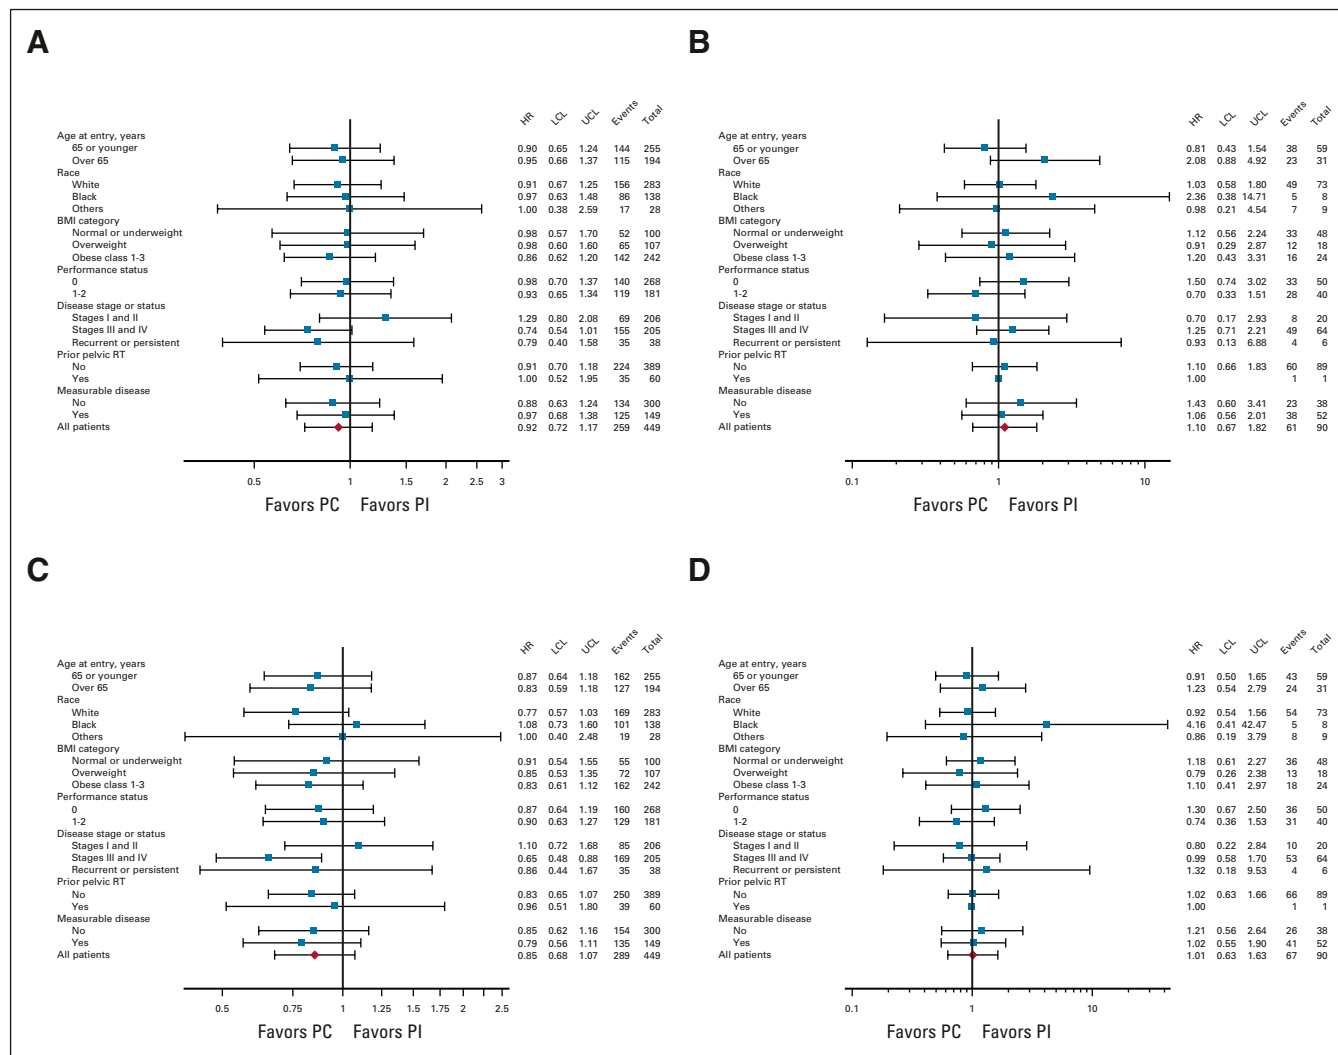 A
HR LCL UCL Events Total
Age at entry, years
65 or younger 0.90 0.65 1.24 144 255
Over 65 0.95 0.66 1.37 115 194
Race
White 0.91 0.67 1.25 156 283
Black 0.97 0.63 1.48 86 138
Others 1.00 0.38 2.59 17 28
BMI category
Normal or underweight 0.98 0.57 1.70 52 100
Overweight 0.98 0.60 1.60 65 107
Obese class 1-3 0.86 0.62 1.20 142 242
Performance status
0 0.98 0.70 1.37 140 268
1-2 0.93 0.65 1.34 119 181
Disease stage or status
Stages I and II 1.29 0.80 2.08 69 206
Stages III and IV 0.74 0.54 1.01 155 205
Recurrent or persistent 0.79 0.40 1.58 35 38
Prior pelvic RT
No 0.91 0.70 1.18 224 389
Yes 1.00 0.52 1.95 35 60
Measurable disease
No 0.88 0.63 1.24 134 300
Yes 0.97 0.68 1.38 125 149
All patients 0.92 0.72 1.17 259 449
0.5 1 1.5 2 2.5 3
Favors PC Favors PI
B
HR LCL UCL Events Total
Age at entry, years
65 or younger 0.81 0.43 1.54 38 59
Over 65 2.08 0.88 4.92 23 31
Race
White 1.03 0.58 1.80 49 73
Black 2.36 0.38 14.71 5 8
Others 0.98 0.21 4.54 7 9
BMI category
Normal or underweight 1.12 0.56 2.24 33 48
Overweight 0.91 0.29 2.87 12 18
Obese class 1-3 1.20 0.43 3.31 16 24
Performance status
0 1.50 0.74 3.02 33 50
1-2 0.70 0.33 1.51 28 40
Disease stage or status
Stages I and II 0.70 0.17 2.93 8 20
Stages III and IV 1.25 0.71 2.21 49 64
Recurrent or persistent 0.93 0.13 6.88 4 6
Prior pelvic RT
No 1.10 0.66 1.83 60 89
Yes 1.00 1 1
Measurable disease
No 1.43 0.60 3.41 23 38
Yes 1.06 0.56 2.01 38 52
All patients 1.10 0.67 1.82 61 90
0.1 1 10
Favors PC Favors PI
C
HR LCL UCL Events Total
Age at entry, years
65 or younger 0.87 0.64 1.18 162 255
Over 65 0.83 0.59 1.18 127 194
Race
White 0.77 0.57 1.03 169 283
Black 1.08 0.73 1.60 101 138
Others 1.00 0.40 2.48 19 28
BMI category
Normal or underweight 0.91 0.54 1.55 55 100
Overweight 0.85 0.53 1.35 72 107
Obese class 1-3 0.83 0.61 1.12 162 242
Performance status
0 0.87 0.64 1.19 160 268
1-2 0.90 0.63 1.27 129 181
Disease stage or status
Stages I and II 1.10 0.72 1.68 85 206
Stages III and IV 0.65 0.48 0.88 169 205
Recurrent or persistent 0.86 0.44 1.67 35 38
Prior pelvic RT
No 0.83 0.65 1.07 250 389
Yes 0.96 0.51 1.80 39 60
Measurable disease
No 0.85 0.62 1.16 154 300
Yes 0.79 0.56 1.11 135 149
All patients 0.85 0.68 1.07 289 449
0.5 0.75 1 1.25 1.5 1.75 2 2.5
Favors PC Favors PI
D
HR LCL UCL Events Total
Age at entry, years
65 or younger 0.91 0.50 1.65 43 59
Over 65 1.23 0.54 2.79 24 31
Race
White 0.92 0.54 1.56 54 73
Black 4.16 0.41 42.47 5 8
Others 0.86 0.19 3.79 8 9
BMI category
Normal or underweight 1.18 0.61 2.27 36 48
Overweight 0.79 0.26 2.38 13 18
Obese class 1-3 1.10 0.41 2.97 18 24
Performance status
0 1.30 0.67 2.50 36 50
1-2 0.74 0.36 1.53 31 40
Disease stage or status
Stages I and II 0.80 0.22 2.84 10 20
Stages III and IV 0.99 0.58 1.70 53 64
Recurrent or persistent 1.32 0.18 9.53 4 6
Prior pelvic RT
No 1.02 0.63 1.66 66 89
Yes 1.00 1 1
Measurable disease
No 1.21 0.56 2.64 26 38
Yes 1.02 0.55 1.90 41 52
All patients 1.01 0.63 1.63 67 90
0.1 1 10
Favors PC Favors PI